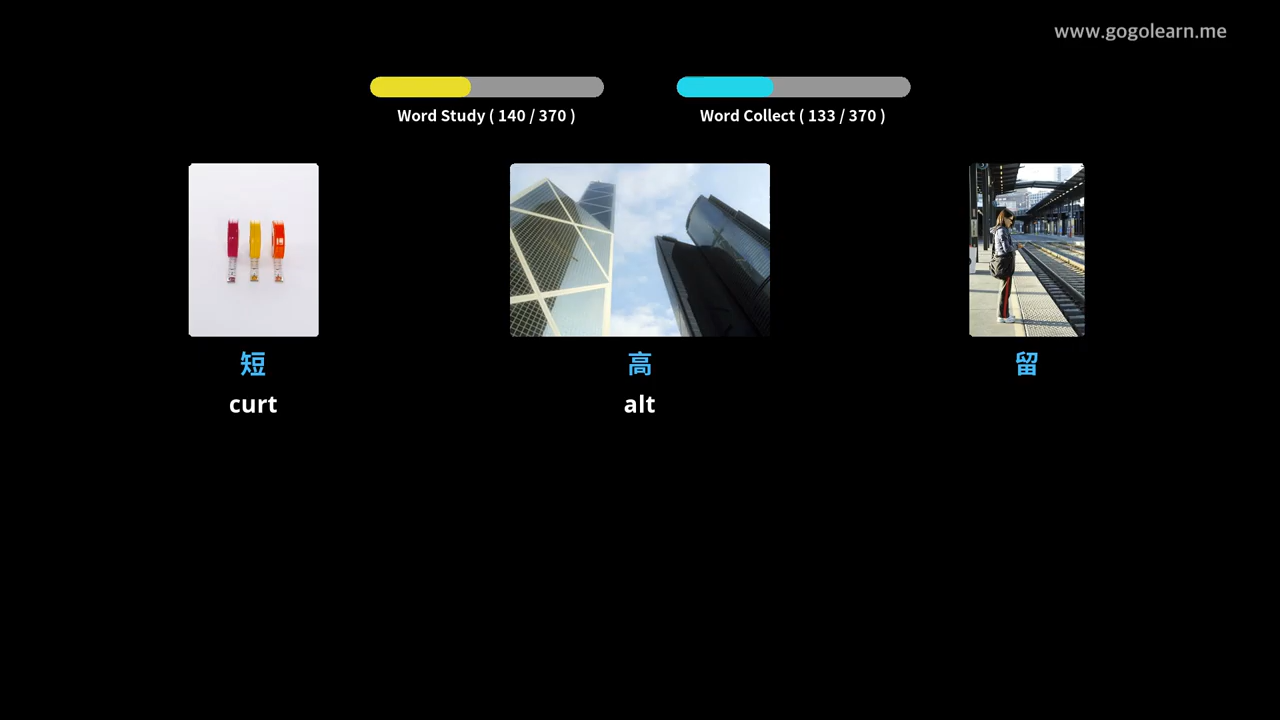 www.gogolearn.me
Word Study ( 140 / 370 )
Word Collect ( 133 / 370 )
短
高
留
curt
alt